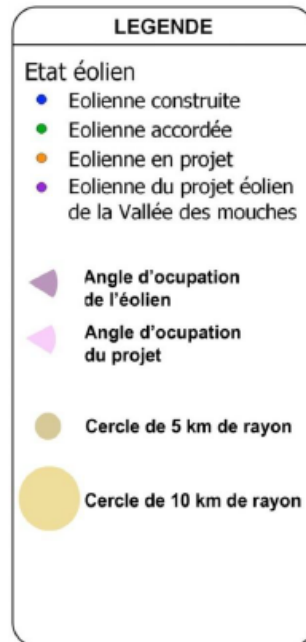 LEGENDE
Etat éolien
Eolienne construite
Eolienne accordée
Eolienne en projet
Eolienne du projet éolien
de la Vallée des mouches
Angle d'ocupation
de l'éolien
Angle d'ocupation
du projet
Cercle de 5 km de rayon
Cercle de 10 km de rayon